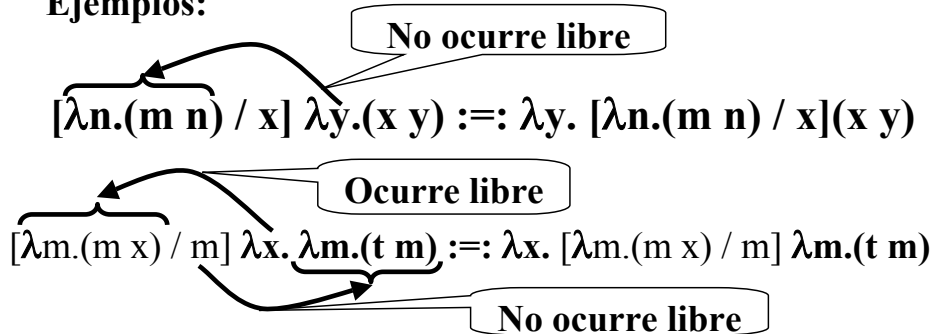 Ejemplos:
No ocurre libre
[λn.(m n) / x] λy.(x y) :=: λy. [λn.(m n) / x](x y)
Ocurre libre
[λm.(m x) / m] λx. λm.(t m) :=: λx. [λm.(m x) / m] λm.(t m)
No ocurre libre